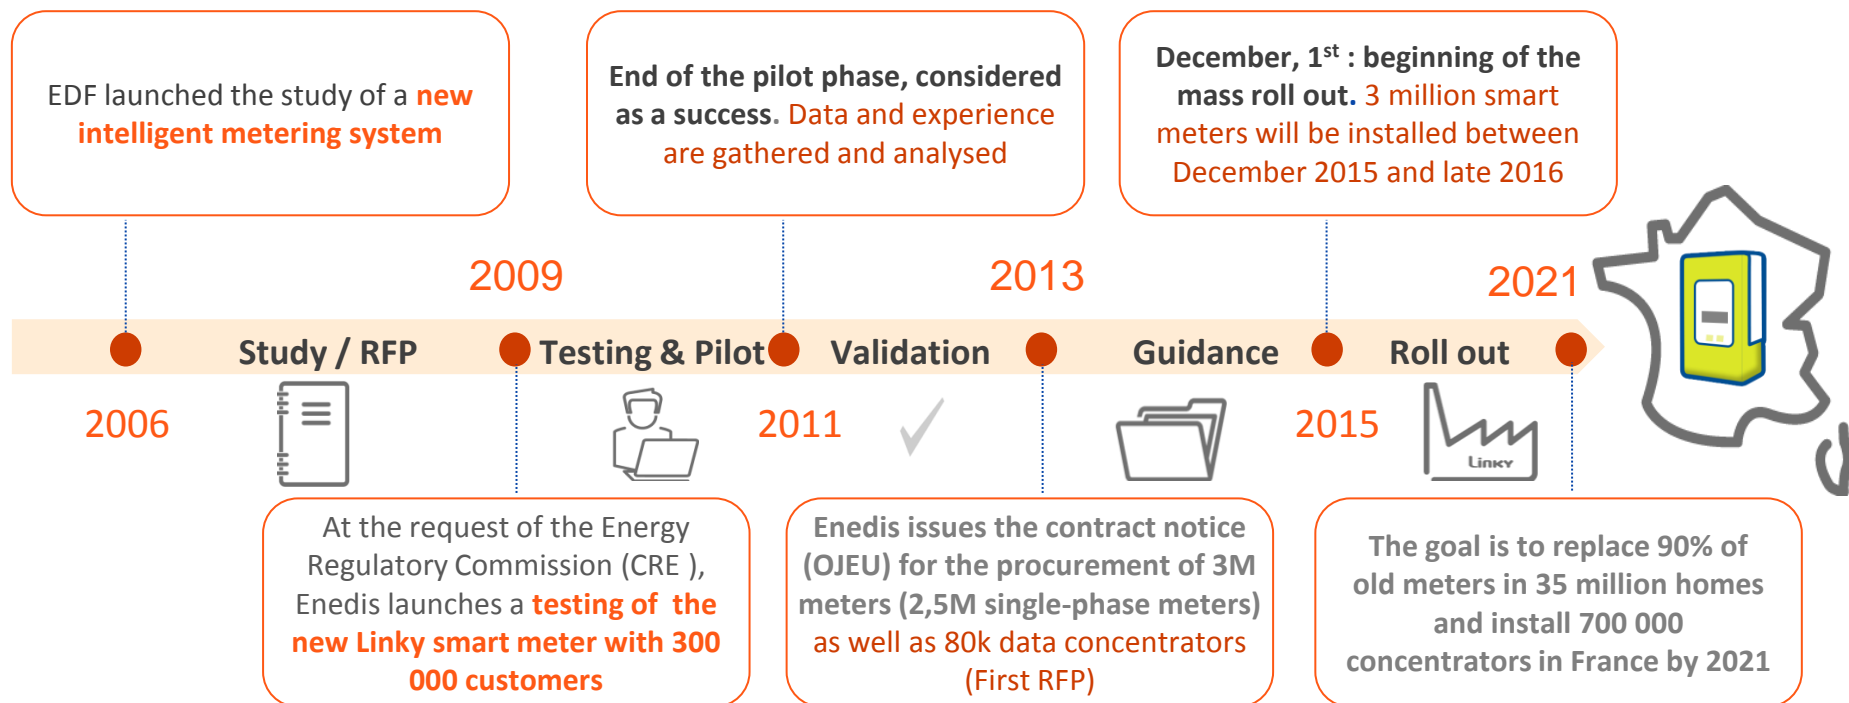 EDF launched the study of a new
intelligent metering system
End of the pilot phase, considered
as a success. Data and experience
are gathered and analysed
December, 1st : beginning of the
mass roll out. 3 million smart
meters will be installed between
December 2015 and late 2016
2009
2013
2021
Study / RFP
Testing & Pilot
Validation
Guidance
Roll out
2006
2011
2015
Linky
At the request of the Energy
Regulatory Commission (CRE ),
Enedis launches a testing of the
new Linky smart meter with 300
000 customers
Enedis issues the contract notice
(OJEU) for the procurement of 3M
meters (2,5M single-phase meters)
as well as 80k data concentrators
(First RFP)
The goal is to replace 90% of
old meters in 35 million homes
and install 700 000
concentrators in France by 2021